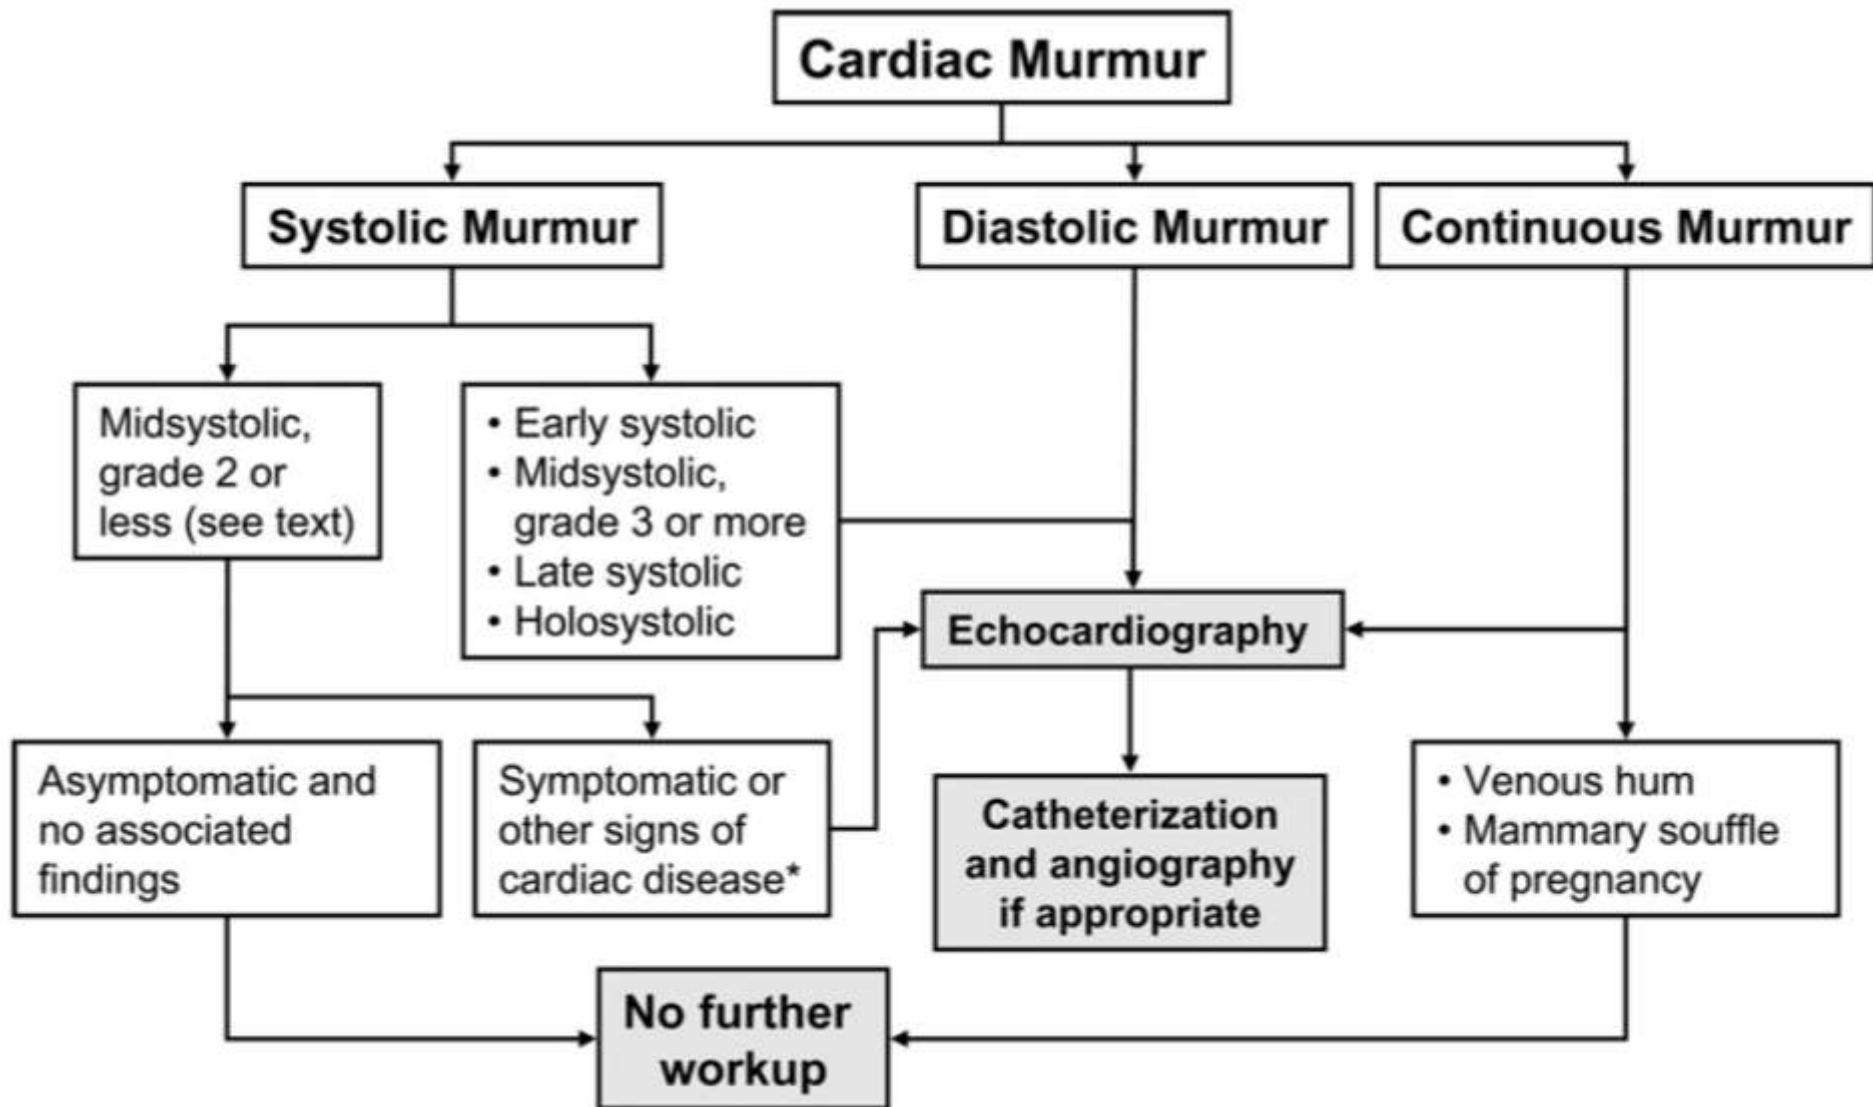 Cardiac Murmur
Systolic Murmur
Diastolic Murmur
Continuous Murmur
Midsystolic,
grade 2 or
less (see text)
• Early systolic
• Midsystolic,
grade 3 or more
• Late systolic
• Holosystolic
Echocardiography
Asymptomatic and
no associated
findings
Symptomatic or
other signs of
cardiac disease*
Catheterization
and angiography
if appropriate
• Venous hum
• Mammary souffle
of pregnancy
No further
workup